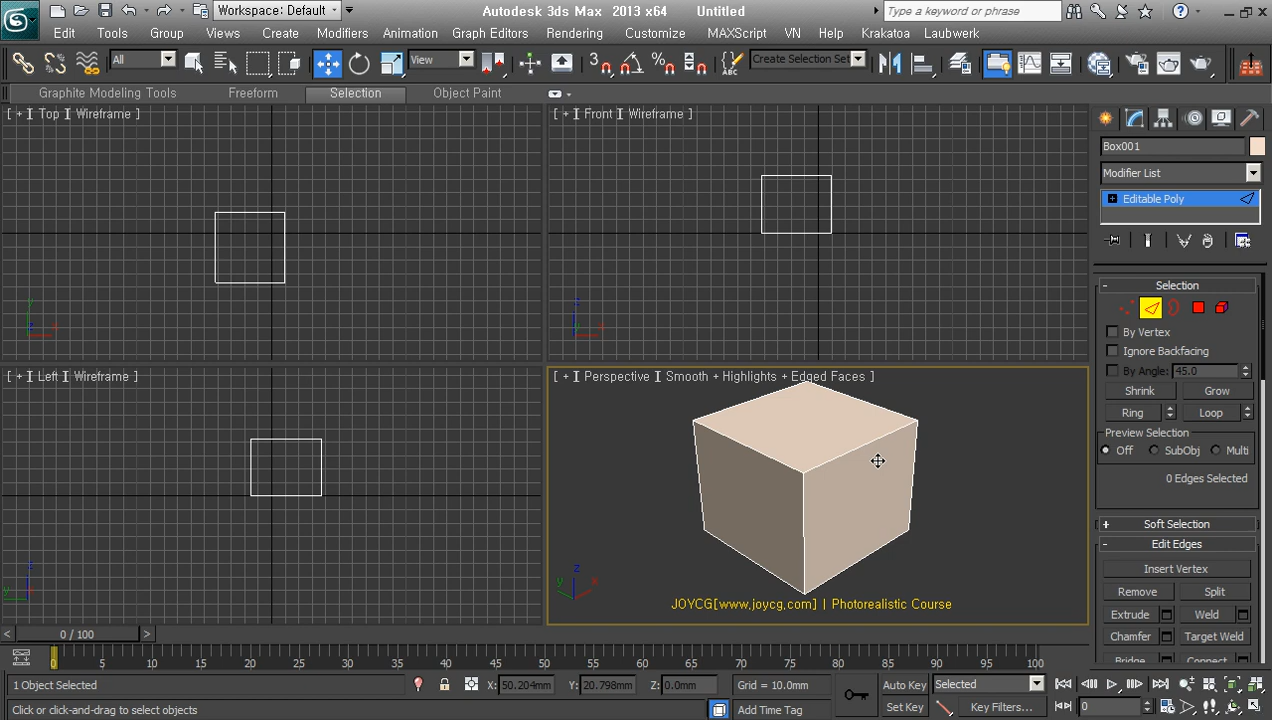 Workspace: Default
Autodesk 3ds Max 2013 x64 Untitled
Type a keyword or phrase
Edit Tools Group Views Create Modifiers Animation Graph Editors Rendering Customize MAXScript VN Help Krakatoa Laubwerk
All
View
Create Selection Set
Graphite Modeling Tools Freeform Selection Object Paint
[ + ] Top ] Wireframe ]
[ + ] Front ] Wireframe ]
Box001
Modifier List
Editable Poly
Selection
By Vertex
Ignore Backfacing
By Angle: 45.0
Shrink Grow
Ring Loop
Preview Selection
Off SubObj Multi
0 Edges Selected
Soft Selection
Edit Edges
Insert Vertex
Remove Split
Extrude Weld
Chamfer Target Weld
Bridge Connect
y z x
z y x
[ + ] Left ] Wireframe ]
[ + ] Perspective ] Smooth + Highlights + Edged Faces ]
z y x
z y x
JOYCG[www.joycg.com] | Photorealistic Course
< 0 / 100 >
0 5 10 15 20 25 30 35 40 45 50 55 60 65 70 75 80 85 90 95 100
1 Object Selected
X: 50.204mm Y: 20.798mm Z: 0.0mm Grid = 10.0mm
Auto Key Selected
Click or click-and-drag to select objects
Add Time Tag
Set Key Key Filters... 0